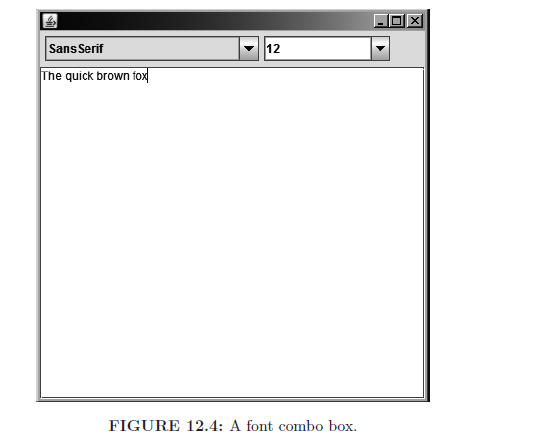 SansSerif 12
The quick brown fox
FIGURE 12.4: A font combo box.